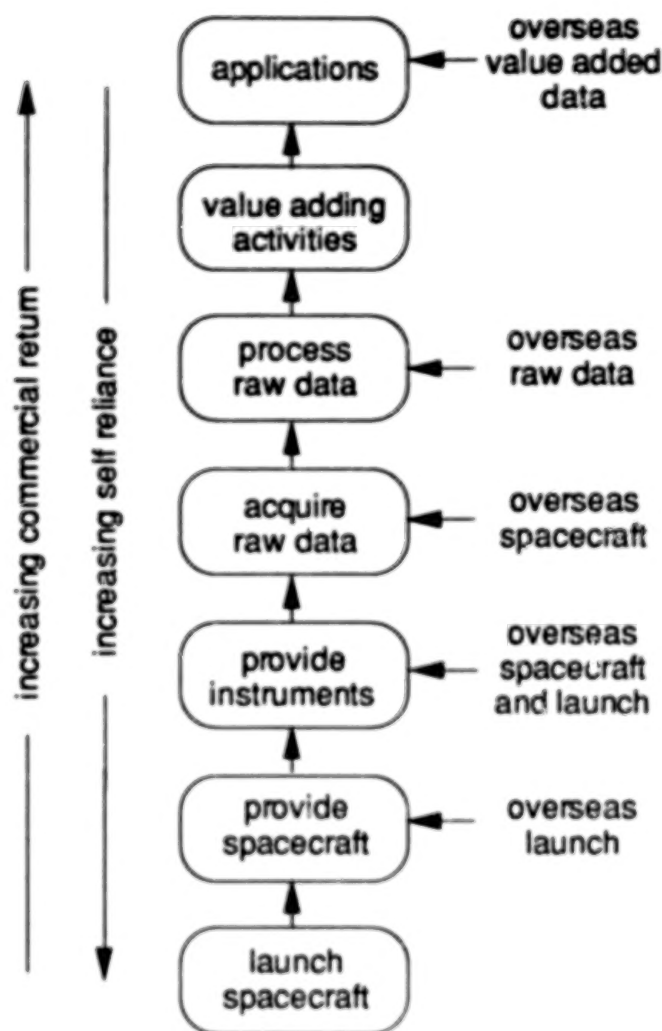 applications
overseas
value added
data
value adding
activities
process
raw data
overseas
raw data
acquire
raw data
overseas
spacecraft
provide
instruments
overseas
spacecraft
and launch
provide
spacecraft
overseas
launch
launch
spacecraft
increasing commercial return
increasing self reliance